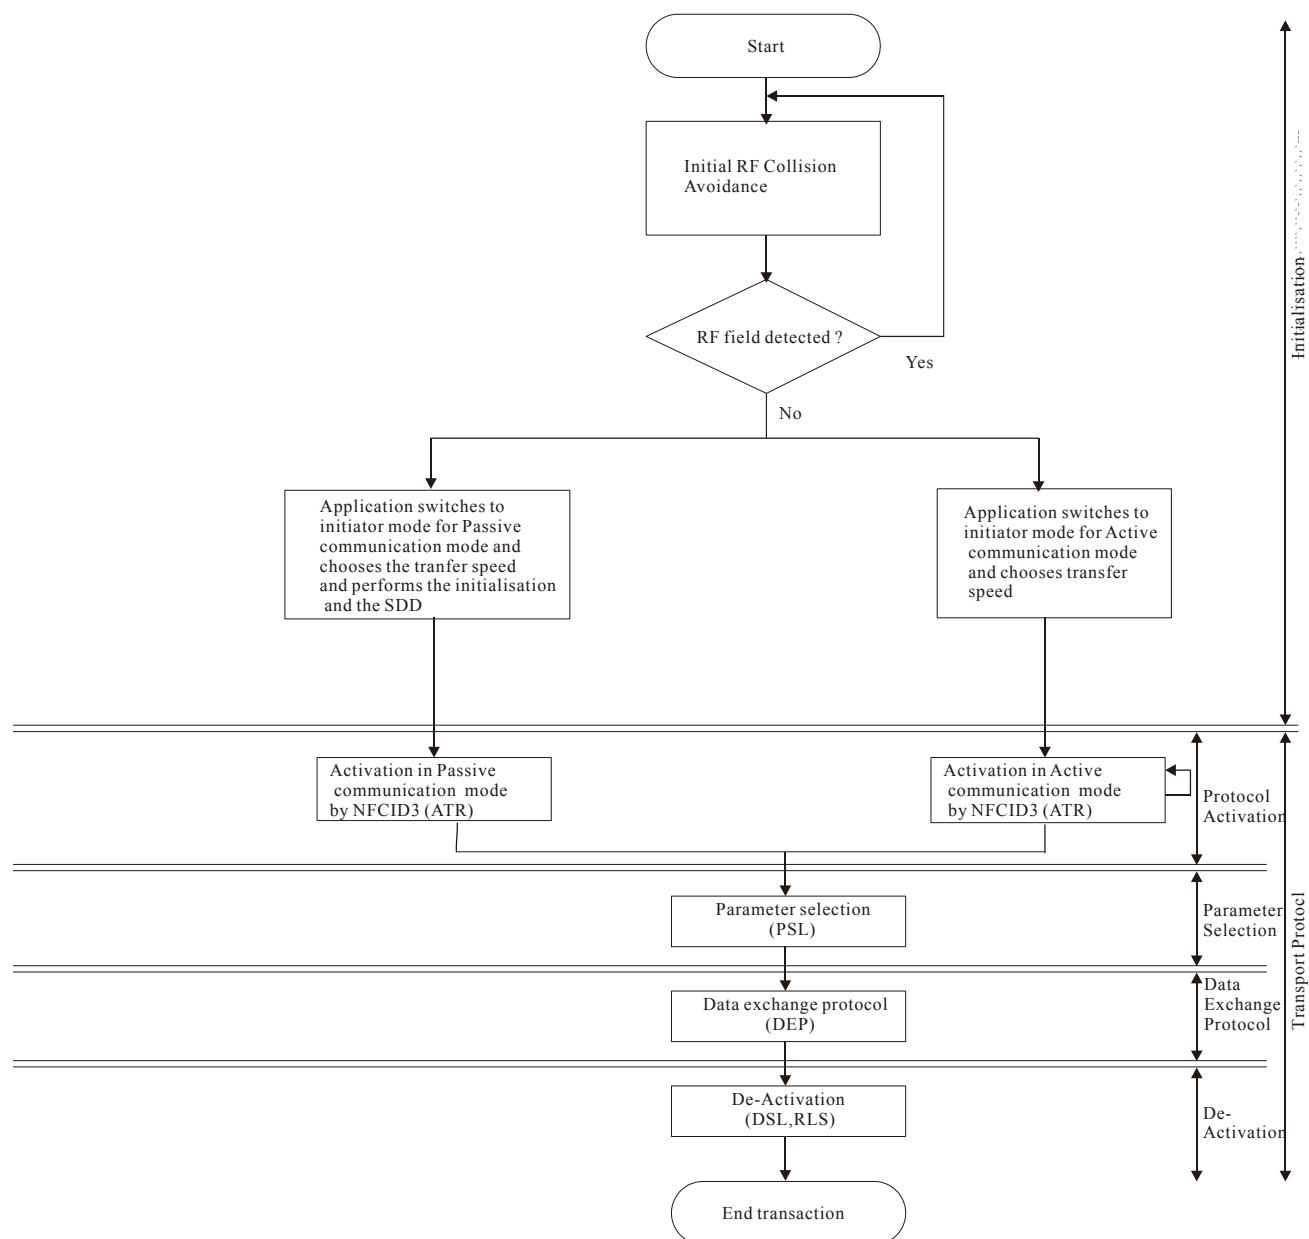 Start
Initial RF Collision
Avoidance
RF field detected ?
Yes
No
Initialisation
Application switches to
initiator mode for Passive
communication mode and
chooses the tranfer speed
and performs the initialisation
and the SDD
Application switches to
initiator mode for Active
communication mode
and chooses transfer
speed
Activation in Passive
communication mode
by NFCID3 (ATR)
Activation in Active
communication mode
by NFCID3 (ATR)
Protocol
Activation
Parameter selection
(PSL)
Parameter
Selection
Transport Protocl
Data exchange protocol
(DEP)
Data
Exchange
Protocol
De-Activation
(DSL,RLS)
De-
Activation
End transaction